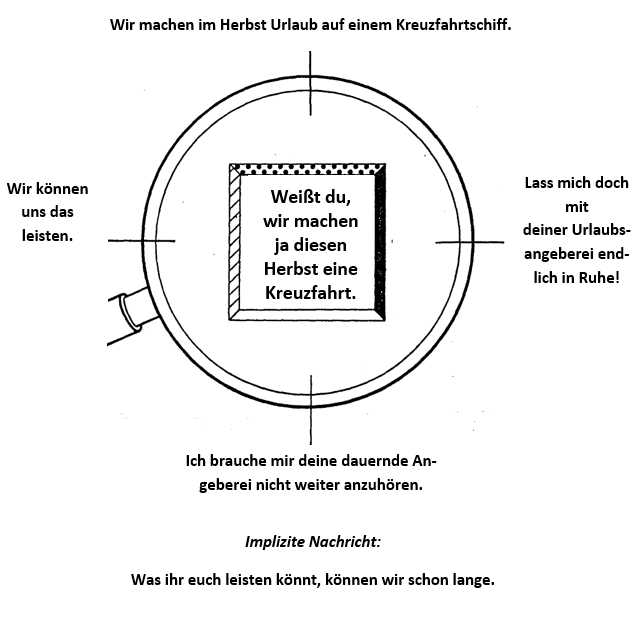 Wir machen im Herbst Urlaub auf einem Kreuzfahrtschiff.
Wir können
uns das
leisten.
Weißt du,
wir machen
ja diesen
Herbst eine
Kreuzfahrt.
Lass mich doch
mit
deiner Urlaubs-
angeberei end-
lich in Ruhe!
Ich brauche mir deine dauernde An-
geberei nicht weiter anzuhören.
Implizite Nachricht:
Was ihr euch leisten könnt, können wir schon lange.